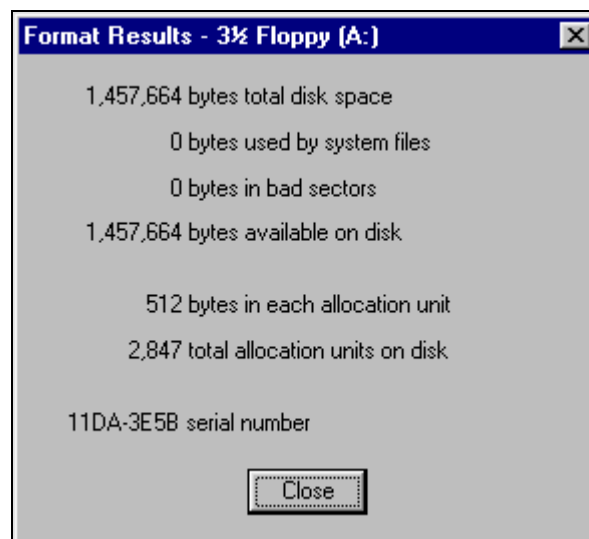 Format Results - 3½ Floppy (A:)
1,457,664 bytes total disk space
0 bytes used by system files
0 bytes in bad sectors
1,457,664 bytes available on disk
512 bytes in each allocation unit
2,847 total allocation units on disk
11DA-3E5B serial number
Close